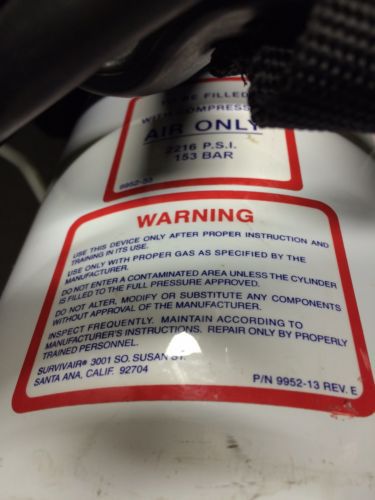 TO BE FILLED
WITH COMPRESS
AIR ONLY
2216 P.S.I.
153 BAR
9952-33
WARNING
USE THIS DEVICE ONLY AFTER PROPER INSTRUCTION AND
TRAINING IN ITS USE.
USE ONLY WITH PROPER GAS AS SPECIFIED BY THE
MANUFACTURER.
DO NOT ENTER A CONTAMINATED AREA UNLESS THE CYLINDER
IS FILLED TO THE FULL PRESSURE APPROVED.
DO NOT ALTER, MODIFY OR SUBSTITUTE ANY COMPONENTS
WITHOUT APPROVAL OF THE MANUFACTURER.
INSPECT FREQUENTLY. MAINTAIN ACCORDING TO
MANUFACTURER'S INSTRUCTIONS. REPAIR ONLY BY PROPERLY
TRAINED PERSONNEL.
SURVIVAIR® 3001 SO. SUSAN ST.
SANTA ANA, CALIF. 92704
P/N 9952-13 REV. E